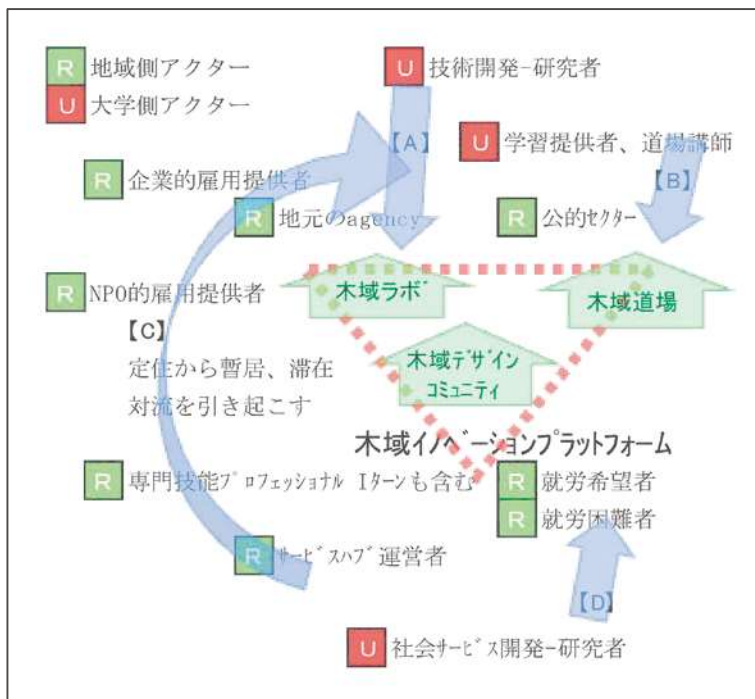 R 地域側アクター
U 大学側アクター
U 技術開発-研究者
【A】
U 学習提供者、道場講師
【B】
R 企業的雇用提供者
R 地元のagency
R 公的ｾｸﾀｰ
R NPO的雇用提供者
木域ラボ
木域道場
【C】
定住から暫居、滞在
対流を引き起こす
木域ﾃﾞｻﾞｲﾝ
ｺﾐｭﾆﾃｨ
木域イノベーションプラットフォーム
R 専門技能ﾌﾟﾛﾌｪｯｼｮﾅﾙ Iﾀｰﾝも含む
R 就労希望者
R 就労困難者
R ｻｰﾋﾞｽﾊﾌﾞ運営者
【D】
U 社会ｻｰﾋﾞｽ開発-研究者